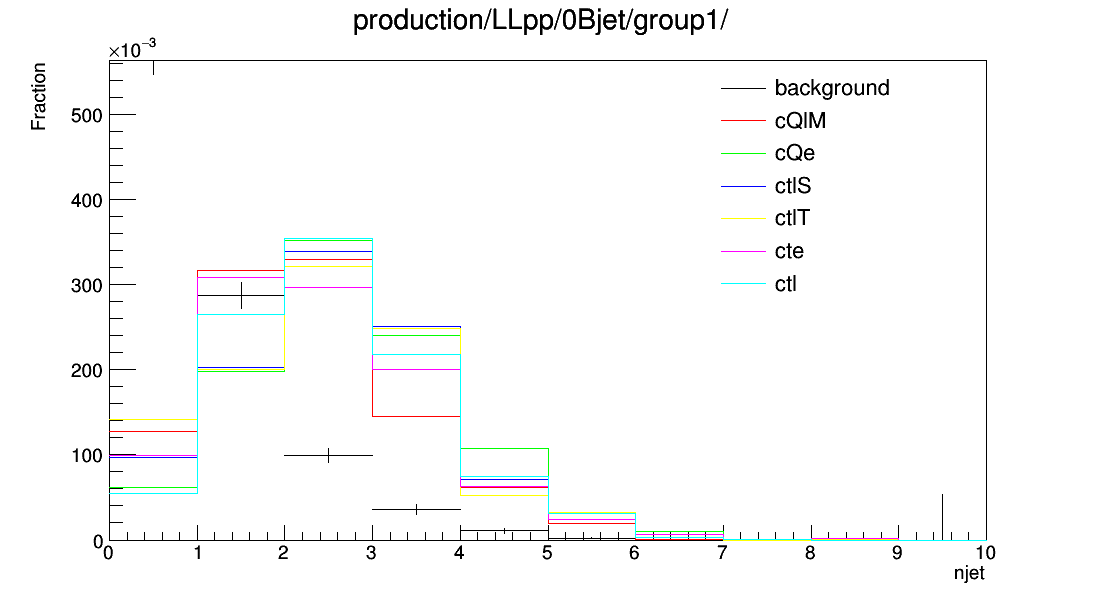 production/LLpp/0Bjet/group1/
×10⁻³
Fraction
background
cQlM
cQe
ctlS
ctlT
cte
ctl
500
400
300
200
100
0
0 1 2 3 4 5 6 7 8 9 10
njet